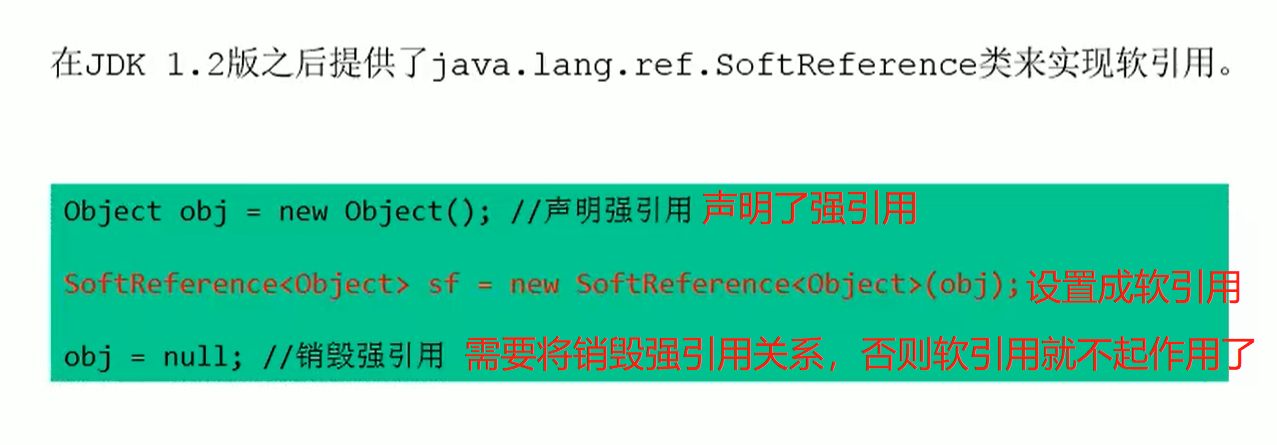 在JDK 1.2版之后提供了java.lang.ref.SoftReference类来实现软引用。
Object obj = new Object(); //声明强引用 声明了强引用
SoftReference<Object> sf = new SoftReference<Object>(obj); 设置成软引用
obj = null; //销毁强引用 需要将销毁强引用关系，否则软引用就不起作用了